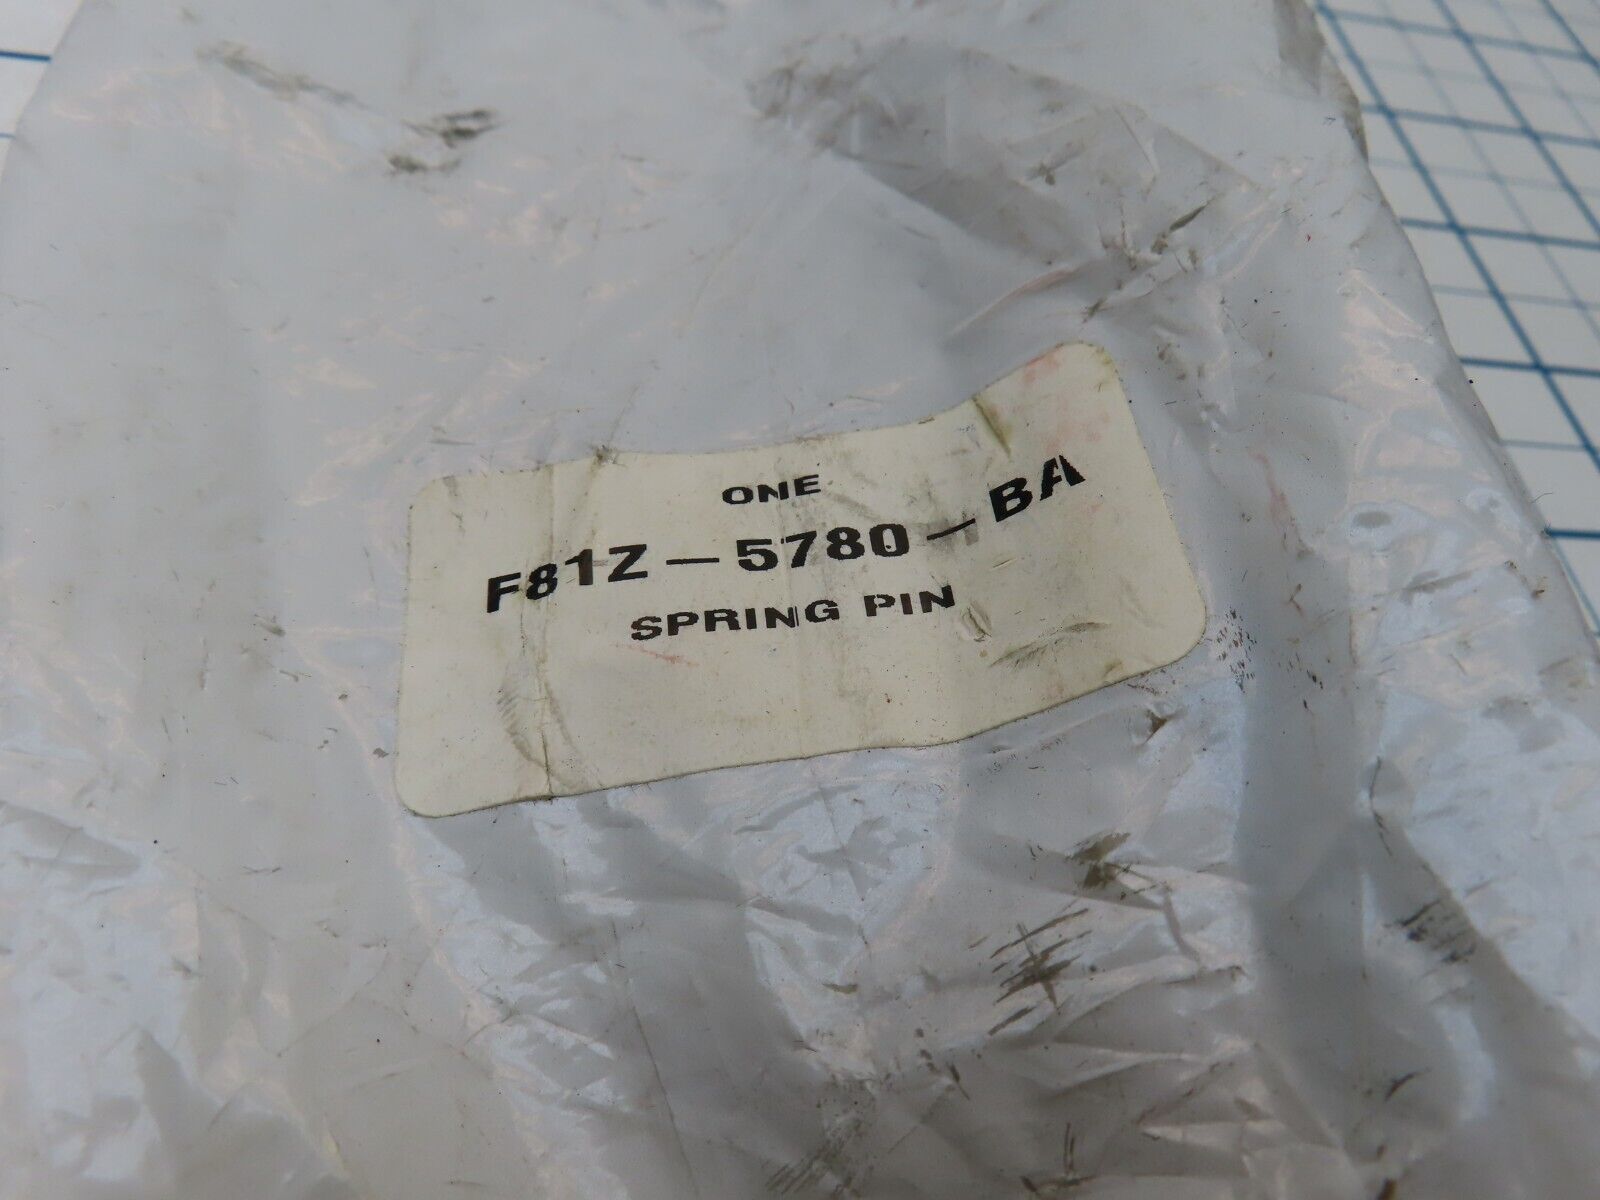 ONE
F81Z-5780-BA
SPRING PIN